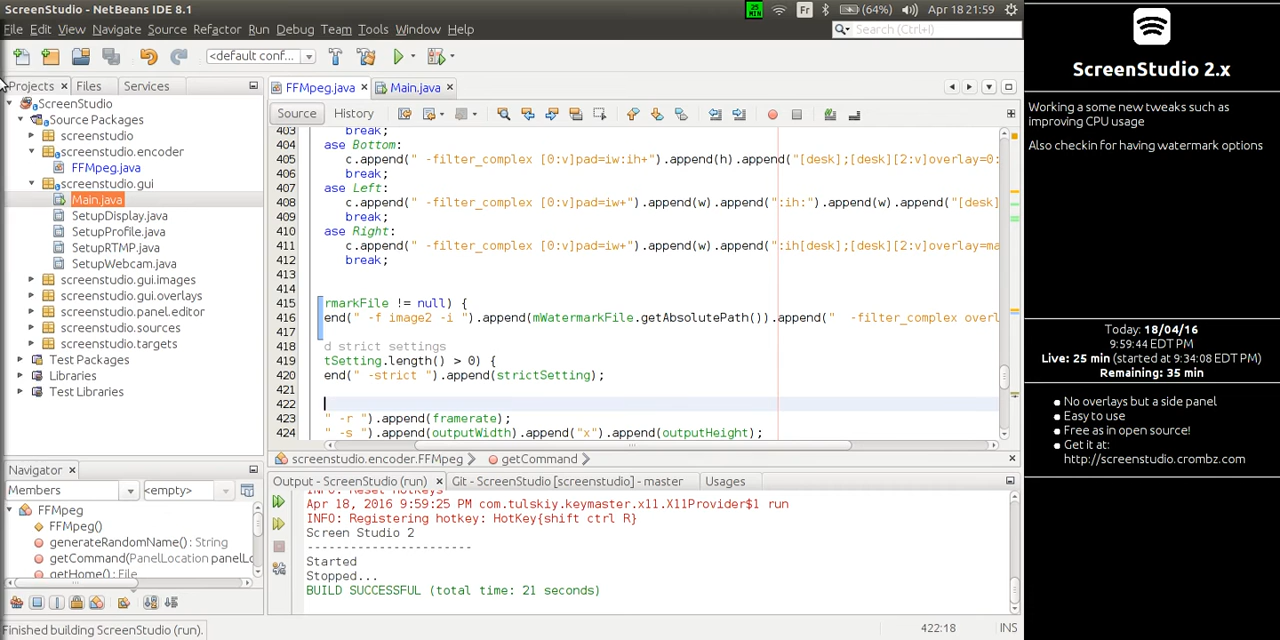 ScreenStudio - NetBeans IDE 8.1
25 MIN
Fr
(64%)
Apr 18 21:59
File Edit View Navigate Source Refactor Run Debug Team Tools Window Help
Search (Ctrl+I)
<default conf...
Projects
Files
Services
FFMpeg.java
Main.java
Source
History
ScreenStudio
Source Packages
screenstudio
screenstudio.encoder
FFMpeg.java
screenstudio.gui
Main.java
SetupDisplay.java
SetupProfile.java
SetupRTMP.java
SetupWebcam.java
screenstudio.gui.images
screenstudio.gui.overlays
screenstudio.panel.editor
screenstudio.sources
screenstudio.targets
Test Packages
Libraries
Test Libraries
403 break;
404 ase Bottom:
405 c.append(" -filter_complex [0:v]pad=iw:ih+").append(h).append("[desk];[desk][2:v]overlay=0:
406 break;
407 ase Left:
408 c.append(" -filter_complex [0:v]pad=iw+").append(w).append(":ih:").append(w).append("[desk]
409 break;
410 ase Right:
411 c.append(" -filter_complex [0:v]pad=iw+").append(w).append(":ih[desk];[desk][2:v]overlay=ma
412 break;
413
414
415 rmarkFile != null) {
416 end(" -f image2 -i ").append(mWatermarkFile.getAbsolutePath()).append("  -filter_complex overl
417
418 d strict settings
419 tSetting.length() > 0) {
420 end(" -strict ").append(strictSetting);
421
422
423 " -r ").append(framerate);
424 " -s ").append(outputWidth).append("x").append(outputHeight);
screenstudio.encoder.FFMpeg
getCommand
Navigator
Members
<empty>
FFMpeg
FFMpeg()
generateRandomName() : String
getCommand(PanelLocation panelLo
getHome() : File
Output - ScreenStudio (run)
Git - ScreenStudio [screenstudio] - master
Usages
INFO: Reset hotkeys
Apr 18, 2016 9:59:25 PM com.tulskiy.keymaster.x11.X11Provider$1 run
INFO: Registering hotkey: HotKey{shift ctrl R}
Screen Studio 2
-----------------------
Started
Stopped...
BUILD SUCCESSFUL (total time: 21 seconds)
Finished building ScreenStudio (run).
422:18
INS
ScreenStudio 2.x
Working a some new tweaks such as
improving CPU usage
Also checkin for having watermark options
Today: 18/04/16
9:59:44 EDT PM
Live: 25 min (started at 9:34:08 EDT PM)
Remaining: 35 min
No overlays but a side panel
Easy to use
Free as in open source!
Get it at:
http://screenstudio.crombz.com